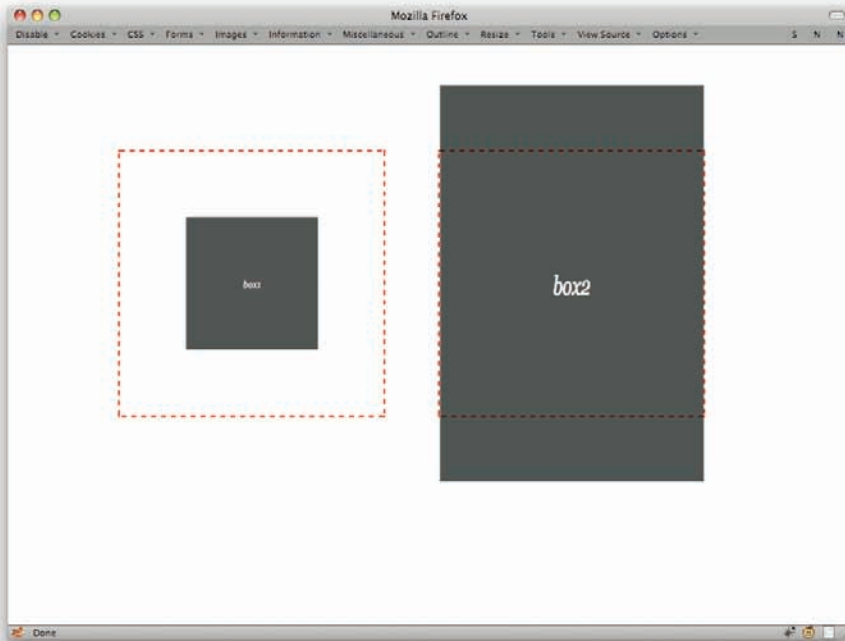 Mozilla Firefox
Disable Cookies CSS Forms Images Information Miscellaneous Outline Resize Tools View Source Options S N N
box1
box2
Done